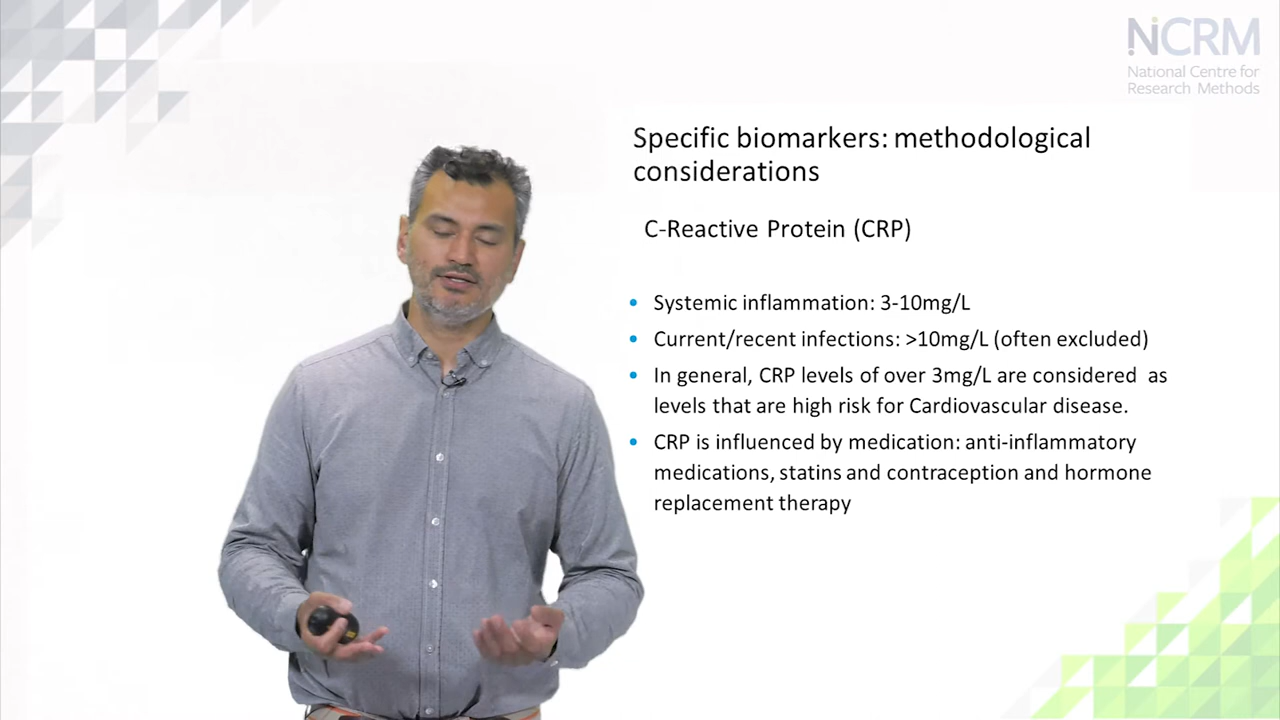 NCRM
National Centre for
Research Methods
Specific biomarkers: methodological
considerations
C-Reactive Protein (CRP)
• Systemic inflammation: 3-10mg/L
• Current/recent infections: >10mg/L (often excluded)
• In general, CRP levels of over 3mg/L are considered as
levels that are high risk for Cardiovascular disease.
• CRP is influenced by medication: anti-inflammatory
medications, statins and contraception and hormone
replacement therapy